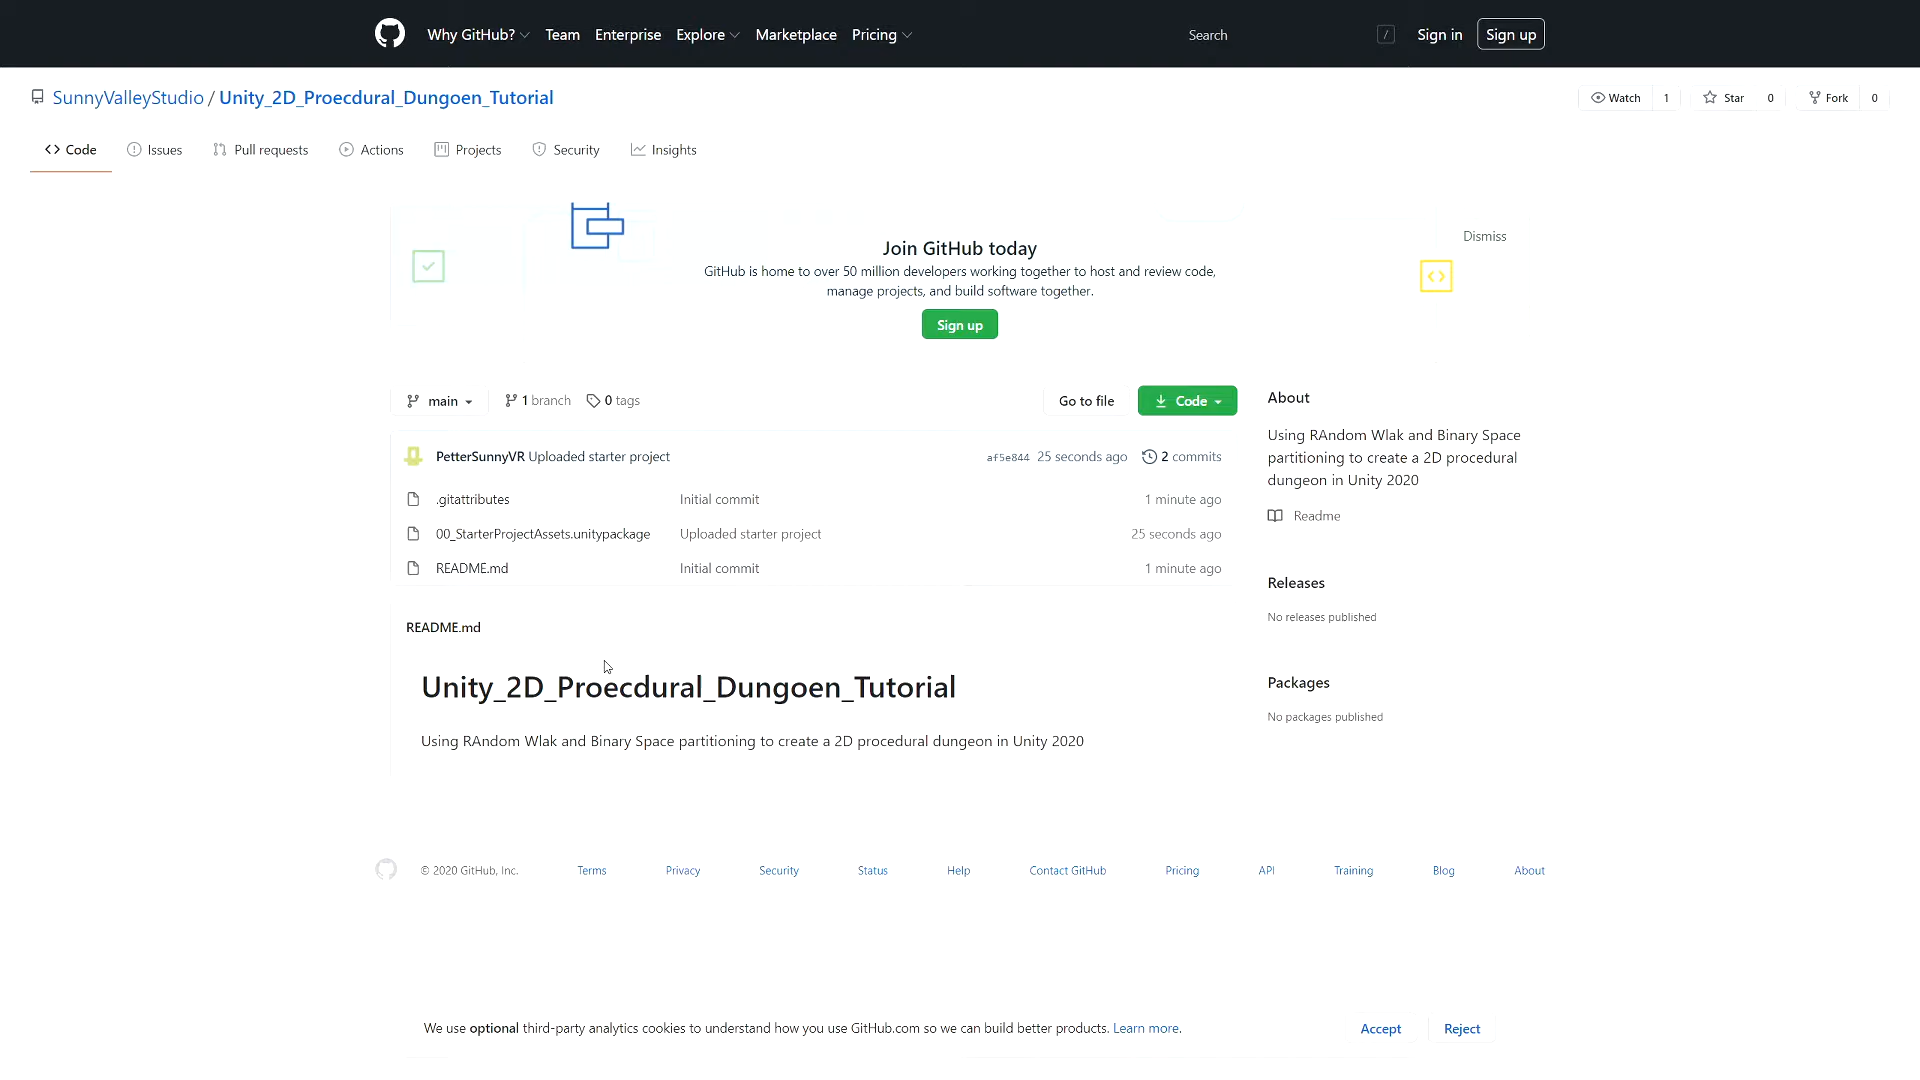 Why GitHub? Team Enterprise Explore Marketplace Pricing Search / Sign in Sign up
SunnyValleyStudio / Unity_2D_Proecdural_Dungoen_Tutorial
Watch 1 Star 0 Fork 0
Code Issues Pull requests Actions Projects Security Insights
Dismiss
Join GitHub today
GitHub is home to over 50 million developers working together to host and review code,
manage projects, and build software together.
Sign up
main 1 branch 0 tags Go to file Code
PetterSunnyVR Uploaded starter project af5e844 25 seconds ago 2 commits
.gitattributes Initial commit 1 minute ago
00_StarterProjectAssets.unitypackage Uploaded starter project 25 seconds ago
README.md Initial commit 1 minute ago
README.md
Unity_2D_Proecdural_Dungoen_Tutorial
Using RAndom Wlak and Binary Space partitioning to create a 2D procedural dungeon in Unity 2020
About
Using RAndom Wlak and Binary Space
partitioning to create a 2D procedural
dungeon in Unity 2020
Readme
Releases
No releases published
Packages
No packages published
© 2020 GitHub, Inc. Terms Privacy Security Status Help Contact GitHub Pricing API Training Blog About
We use optional third-party analytics cookies to understand how you use GitHub.com so we can build better products. Learn more.
Accept Reject